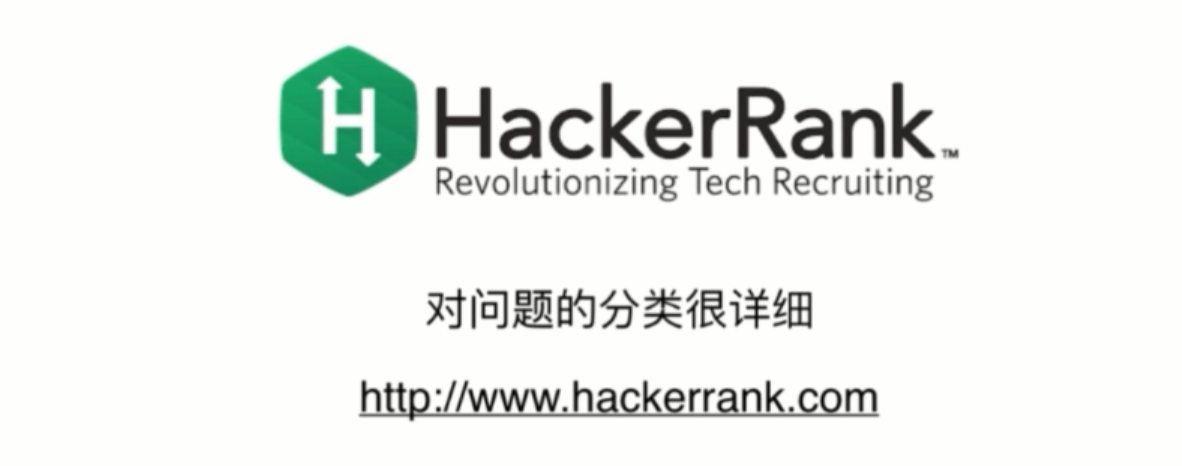 H
HackerRank™
Revolutionizing Tech Recruiting
对问题的分类很详细
http://www.hackerrank.com